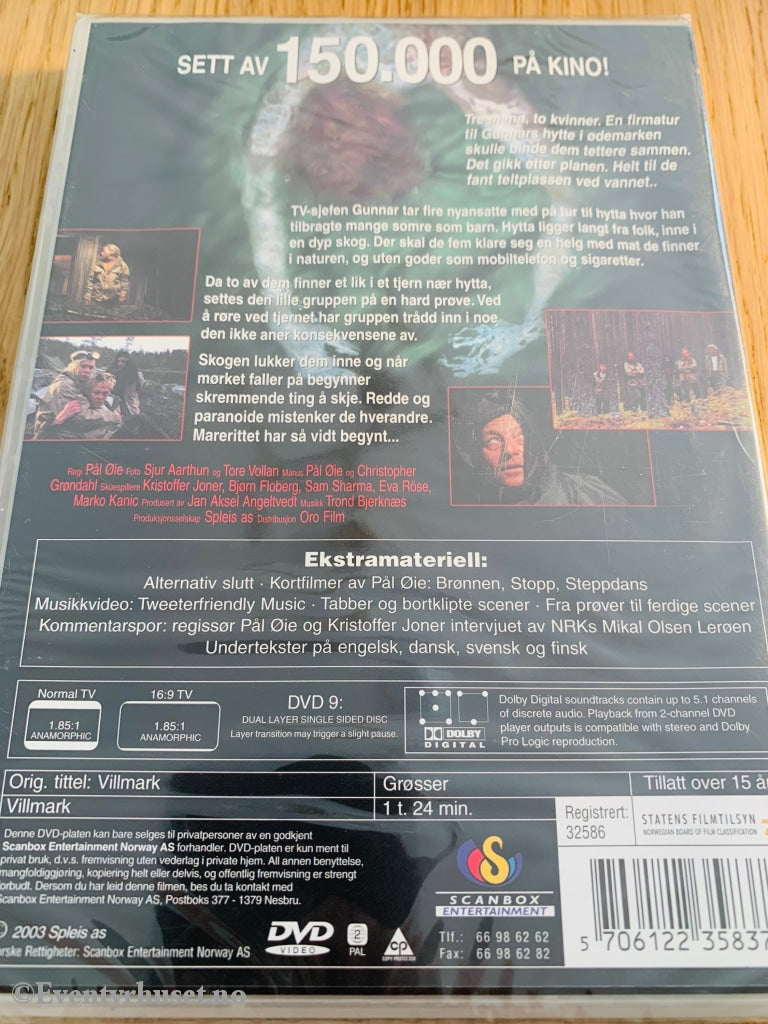 SETT AV 150.000 PÅ KINO!
Tre menn, to kvinner. En firmatur
til Gunnars hytte i ødemarken
skulle binde dem tettere sammen.
Det gikk etter planen. Helt til de
fant teltplassen ved vannet..
TV-sjefen Gunnar tar fire nyansatte med på tur til hytta hvor han
tilbragte mange somre som barn. Hytta ligger langt fra folk, inne i
en dyp skog. Der skal de fem klare seg en helg med mat de finner
i naturen, og uten goder som mobiltelefon og sigaretter.
Da to av dem finner et lik i et tjern nær hytta,
settes den lille gruppen på en hard prøve. Ved
å røre ved tjernet har gruppen trådd inn i noe
den ikke aner konsekvensene av.
Skogen lukker dem inne og når
mørket faller på begynner
skremmende ting å skje. Redde og
paranoide mistenker de hverandre.
Marerittet har så vidt begynt...
Regi Pål Øie Foto Sjur Aarthun og Tore Vollan Manus Pål Øie og Christopher
Grøndahl Skuespillere Kristoffer Joner, Bjørn Floberg, Sam Sharma, Eva Röse,
Marko Kanic Produsert av Jan Aksel Angeltvedt Musikk Trond Bjerknæs
Produksjonsselskap Spleis as Distribusjon Oro Film
Ekstramateriell:
Alternativ slutt · Kortfilmer av Pål Øie: Brønnen, Stopp, Steppdans
Musikkvideo: Tweeterfriendly Music · Tabber og bortklipte scener · Fra prøver til ferdige scener
Kommentarspor: regissør Pål Øie og Kristoffer Joner intervjuet av NRKs Mikal Olsen Lerøen
Undertekster på engelsk, dansk, svensk og finsk
Normal TV 16:9 TV
1.85:1 ANAMORPHIC
1.85:1 ANAMORPHIC
DVD 9:
DUAL LAYER SINGLE SIDED DISC
Layer transition may trigger a slight pause.
DOLBY DIGITAL
Dolby Digital soundtracks contain up to 5.1 channels
of discrete audio. Playback from 2-channel DVD
player outputs is compatible with stereo and Dolby
Pro Logic reproduction.
Orig. tittel: Villmark Grøsser Tillatt over 15 år
Villmark 1 t. 24 min.
Registrert:
32586
STATENS FILMTILSYN
NORWEGIAN BOARD OF FILM CLASSIFICATION
Denne DVD-platen kan bare selges til privatpersoner av en godkjent
Scanbox Entertainment Norway AS forhandler. DVD-platen er kun ment til
privat bruk, d.v.s. fremvisning uten vederlag i private hjem. All annen benyttelse,
mangfoldiggjøring, kopiering helt eller delvis, og offentlig fremvisning er strengt
forbudt. Dersom du har leid denne filmen, bes du ta kontakt med
Scanbox Entertainment Norway AS, Postboks 377 - 1379 Nesbru.
S
SCANBOX
ENTERTAINMENT
Tlf.: 66 98 62 62
Fax: 66 98 62 82
© 2003 Spleis as
Norske Rettigheter: Scanbox Entertainment Norway AS
DVD
VIDEO
2
PAL
CP
COPY PROTECTED
5 706122 35837
©Eventyrhuset.no